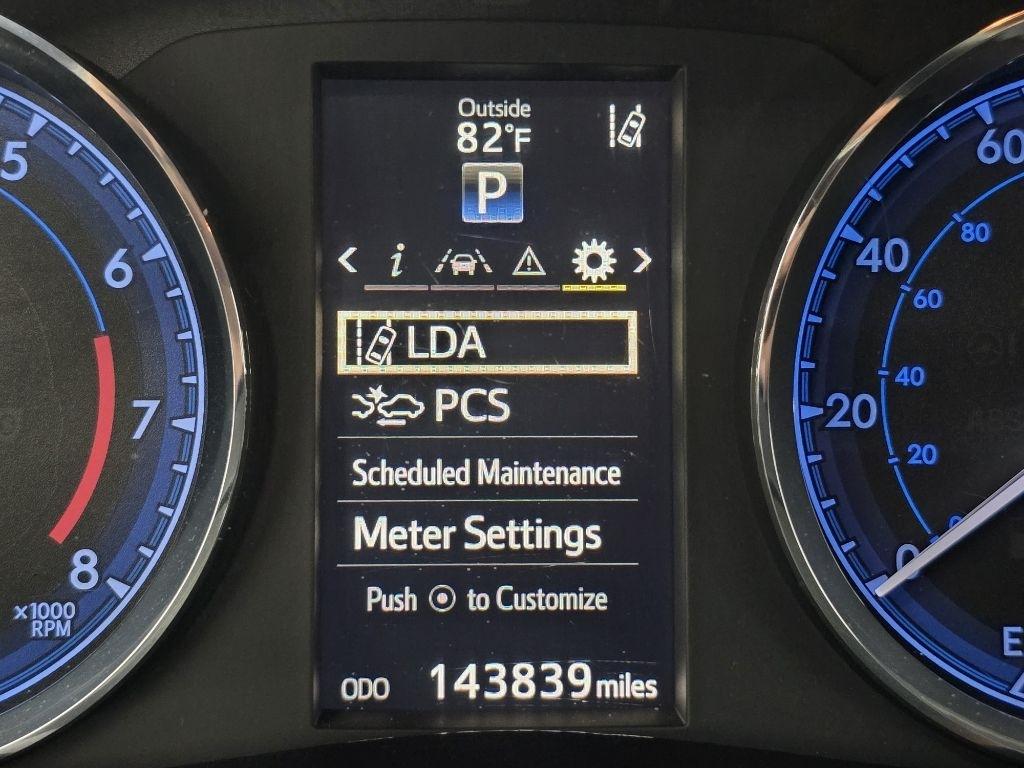 Outside
82°F
P
i
LDA
PCS
Scheduled Maintenance
Meter Settings
Push ⊙ to Customize
ODO 143839 miles
5
6
7
8
x1000
RPM
60
40
20
0
80
60
40
20
0
E